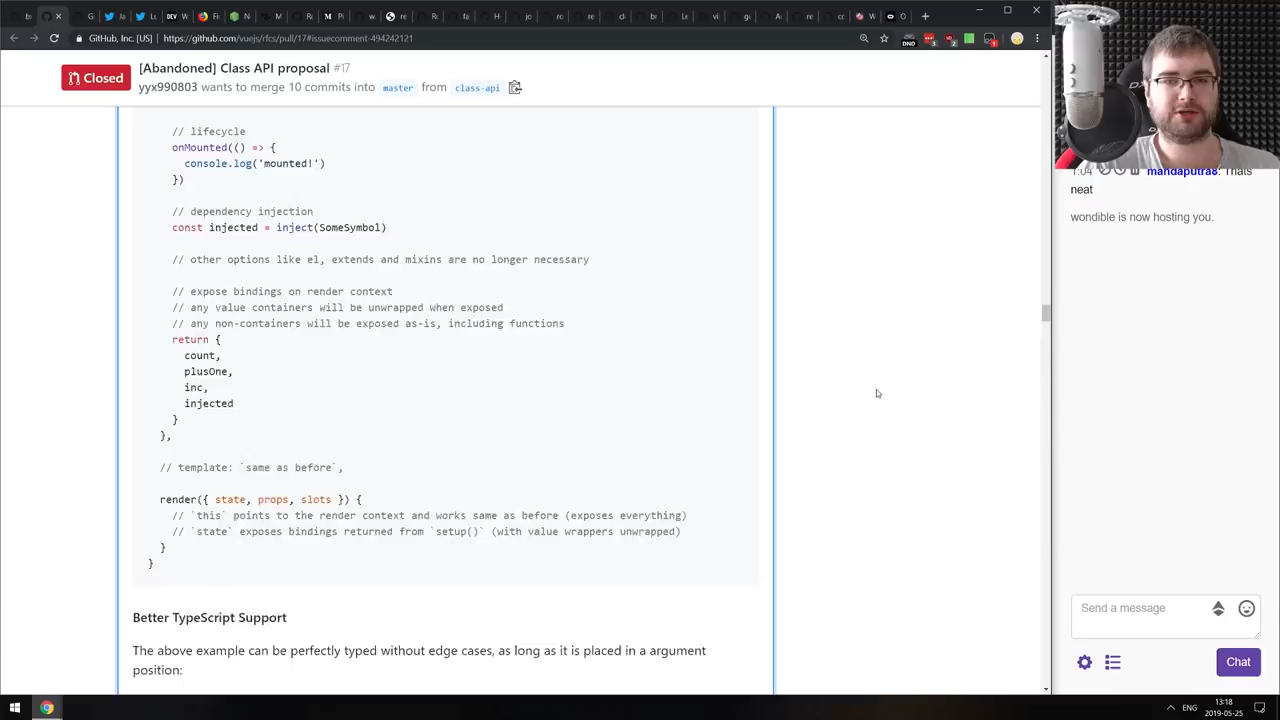 GitHub, Inc. [US] | https://github.com/vuejs/rfcs/pull/17#issuecomment-494242121
Closed
[Abandoned] Class API proposal #17
yyx990803 wants to merge 10 commits into master from class-api
// lifecycle
onMounted(() => {
console.log('mounted!')
})
// dependency injection
const injected = inject(SomeSymbol)
// other options like el, extends and mixins are no longer necessary
// expose bindings on render context
// any value containers will be unwrapped when exposed
// any non-containers will be exposed as-is, including functions
return {
count,
plusOne,
inc,
injected
}
},
// template: `same as before`,
render({ state, props, slots }) {
// `this` points to the render context and works same as before (exposes everything)
// `state` exposes bindings returned from `setup()` (with value wrappers unwrapped)
}
}
Better TypeScript Support
The above example can be perfectly typed without edge cases, as long as it is placed in a argument
position:
1:04 mandaputra8: Thats
neat
wondible is now hosting you.
Send a message
Chat
ENG
13:18
2019-05-25